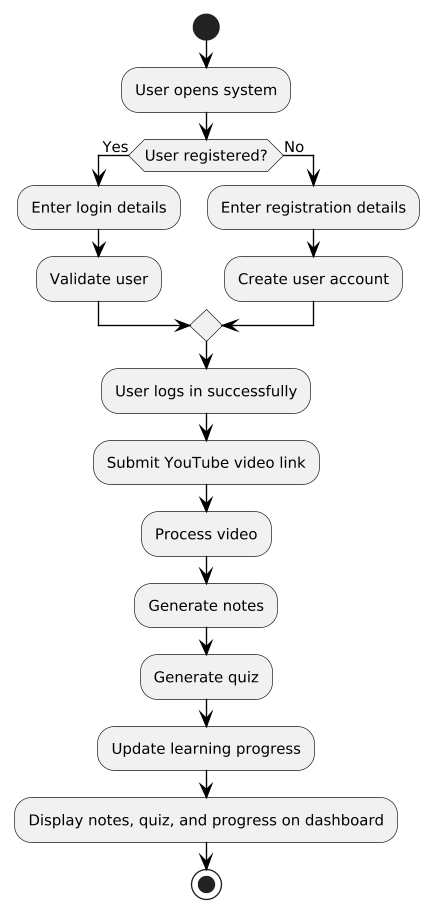 User opens system
Yes
User registered?
No
Enter login details
Enter registration details
Validate user
Create user account
User logs in successfully
Submit YouTube video link
Process video
Generate notes
Generate quiz
Update learning progress
Display notes, quiz, and progress on dashboard